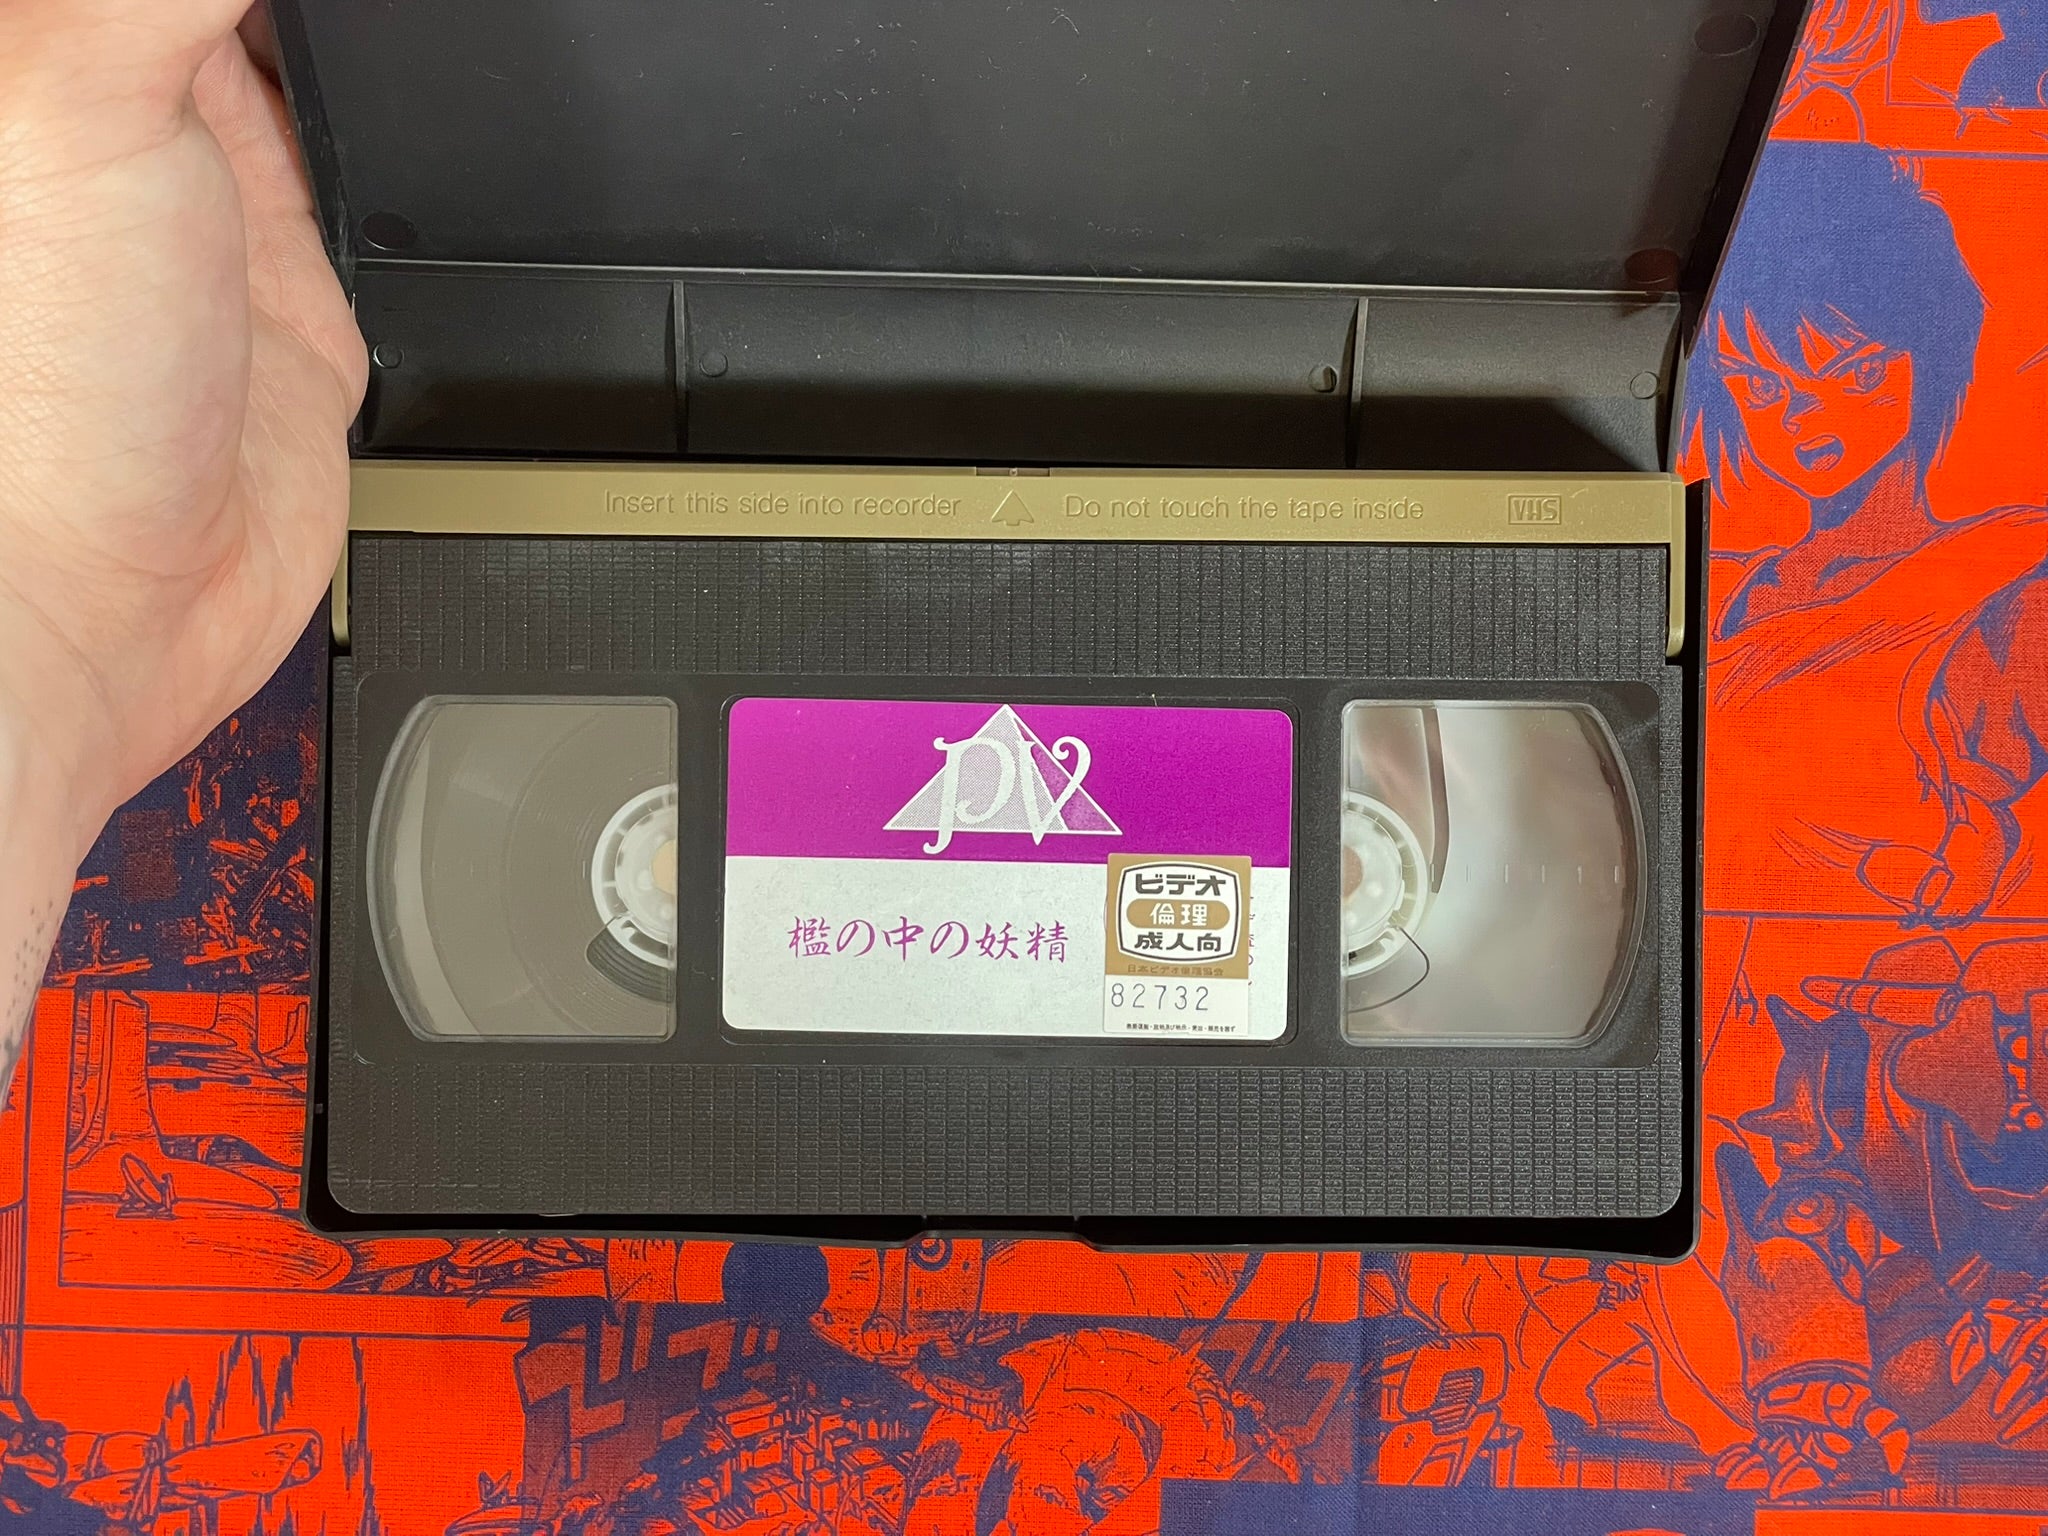 Insert this side into recorder Do not touch the tape inside VHS
PV
檻の中の妖精
ビデオ
倫理
成人向
日本ビデオ倫理協会
82732